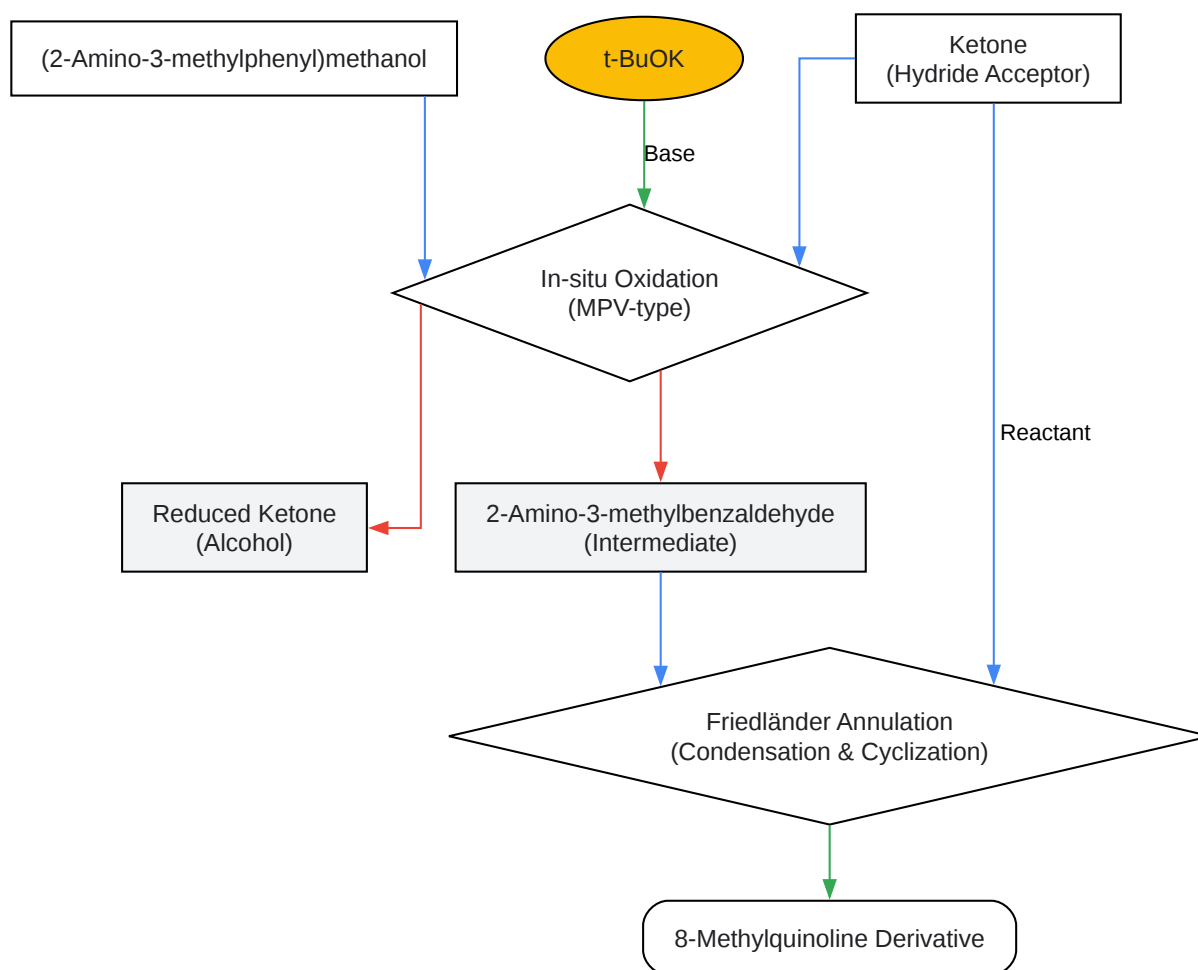 (2-Amino-3-methylphenyl)methanol
t-BuOK
Ketone
(Hydride Acceptor)
Base
In-situ Oxidation
(MPV-type)
Reactant
Reduced Ketone
(Alcohol)
2-Amino-3-methylbenzaldehyde
(Intermediate)
Friedländer Annulation
(Condensation & Cyclization)
8-Methylquinoline Derivative